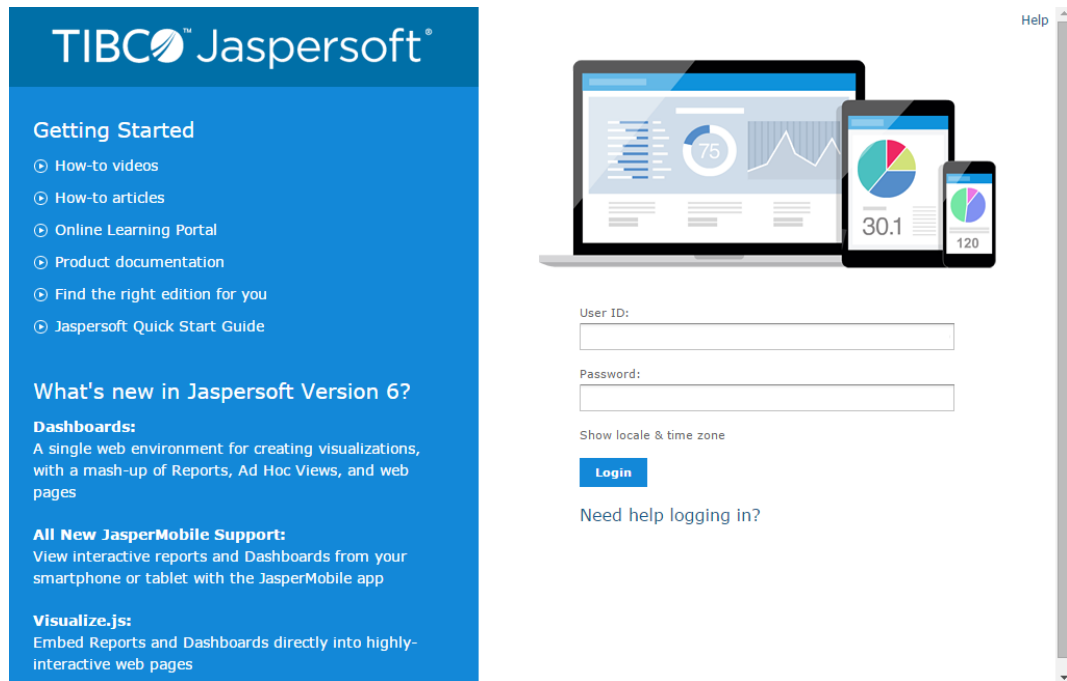 TIBCO™ Jaspersoft®
Getting Started
How-to videos
How-to articles
Online Learning Portal
Product documentation
Find the right edition for you
Jaspersoft Quick Start Guide
What's new in Jaspersoft Version 6?
Dashboards:
A single web environment for creating visualizations,
with a mash-up of Reports, Ad Hoc Views, and web
pages
All New JasperMobile Support:
View interactive reports and Dashboards from your
smartphone or tablet with the JasperMobile app
Visualize.js:
Embed Reports and Dashboards directly into highly-
interactive web pages
Help
75
30.1
120
User ID:
Password:
Show locale & time zone
Login
Need help logging in?